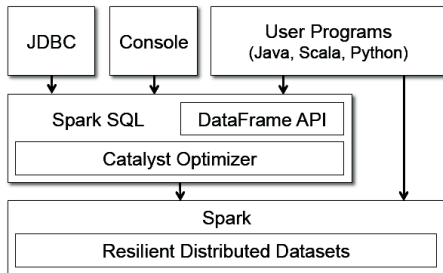 JDBC
Console
User Programs
(Java, Scala, Python)
Spark SQL
DataFrame API
Catalyst Optimizer
Spark
Resilient Distributed Datasets